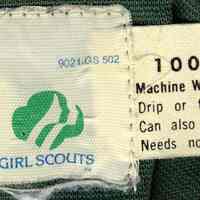 9021-GS 502
GIRL SCOUTS
100
Machine W
Drip or
Can also
Needs no